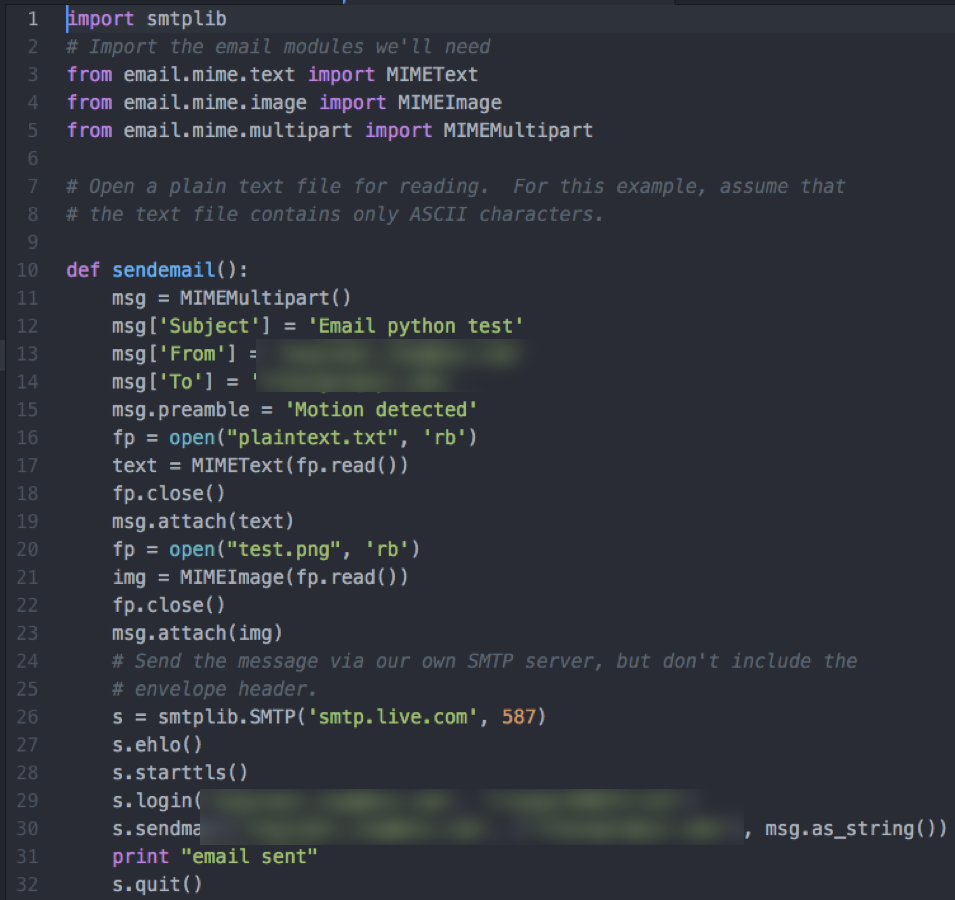 1 import smtplib
2 # Import the email modules we'll need
3 from email.mime.text import MIMEText
4 from email.mime.image import MIMEImage
5 from email.mime.multipart import MIMEMultipart
6
7 # Open a plain text file for reading.  For this example, assume that
8 # the text file contains only ASCII characters.
9
10 def sendemail():
11     msg = MIMEMultipart()
12     msg['Subject'] = 'Email python test'
13     msg['From'] =
14     msg['To'] = '
15     msg.preamble = 'Motion detected'
16     fp = open("plaintext.txt", 'rb')
17     text = MIMEText(fp.read())
18     fp.close()
19     msg.attach(text)
20     fp = open("test.png", 'rb')
21     img = MIMEImage(fp.read())
22     fp.close()
23     msg.attach(img)
24     # Send the message via our own SMTP server, but don't include the
25     # envelope header.
26     s = smtplib.SMTP('smtp.live.com', 587)
27     s.ehlo()
28     s.starttls()
29     s.login(
30     s.sendma , msg.as_string())
31     print "email sent"
32     s.quit()